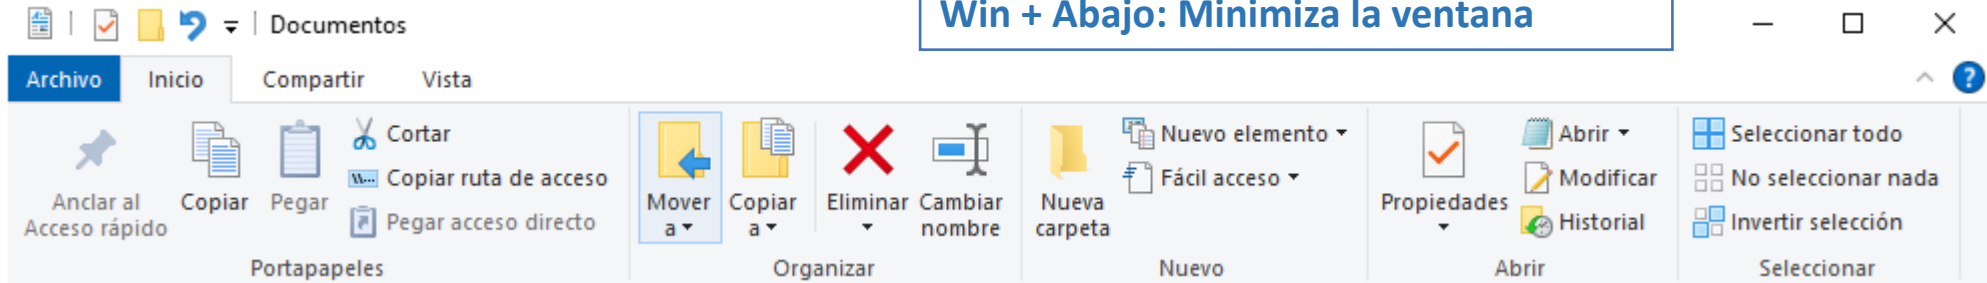 Win + Abajo: Minimiza la ventana
Documentos
Archivo Inicio Compartir Vista
Anclar al
Acceso rápido
Copiar
Pegar
Cortar
Copiar ruta de acceso
Pegar acceso directo
Portapapeles
Mover
a
Copiar
a
Eliminar
Cambiar
nombre
Organizar
Nueva
carpeta
Nuevo elemento
Fácil acceso
Nuevo
Propiedades
Abrir
Modificar
Historial
Abrir
Seleccionar todo
No seleccionar nada
Invertir selección
Seleccionar